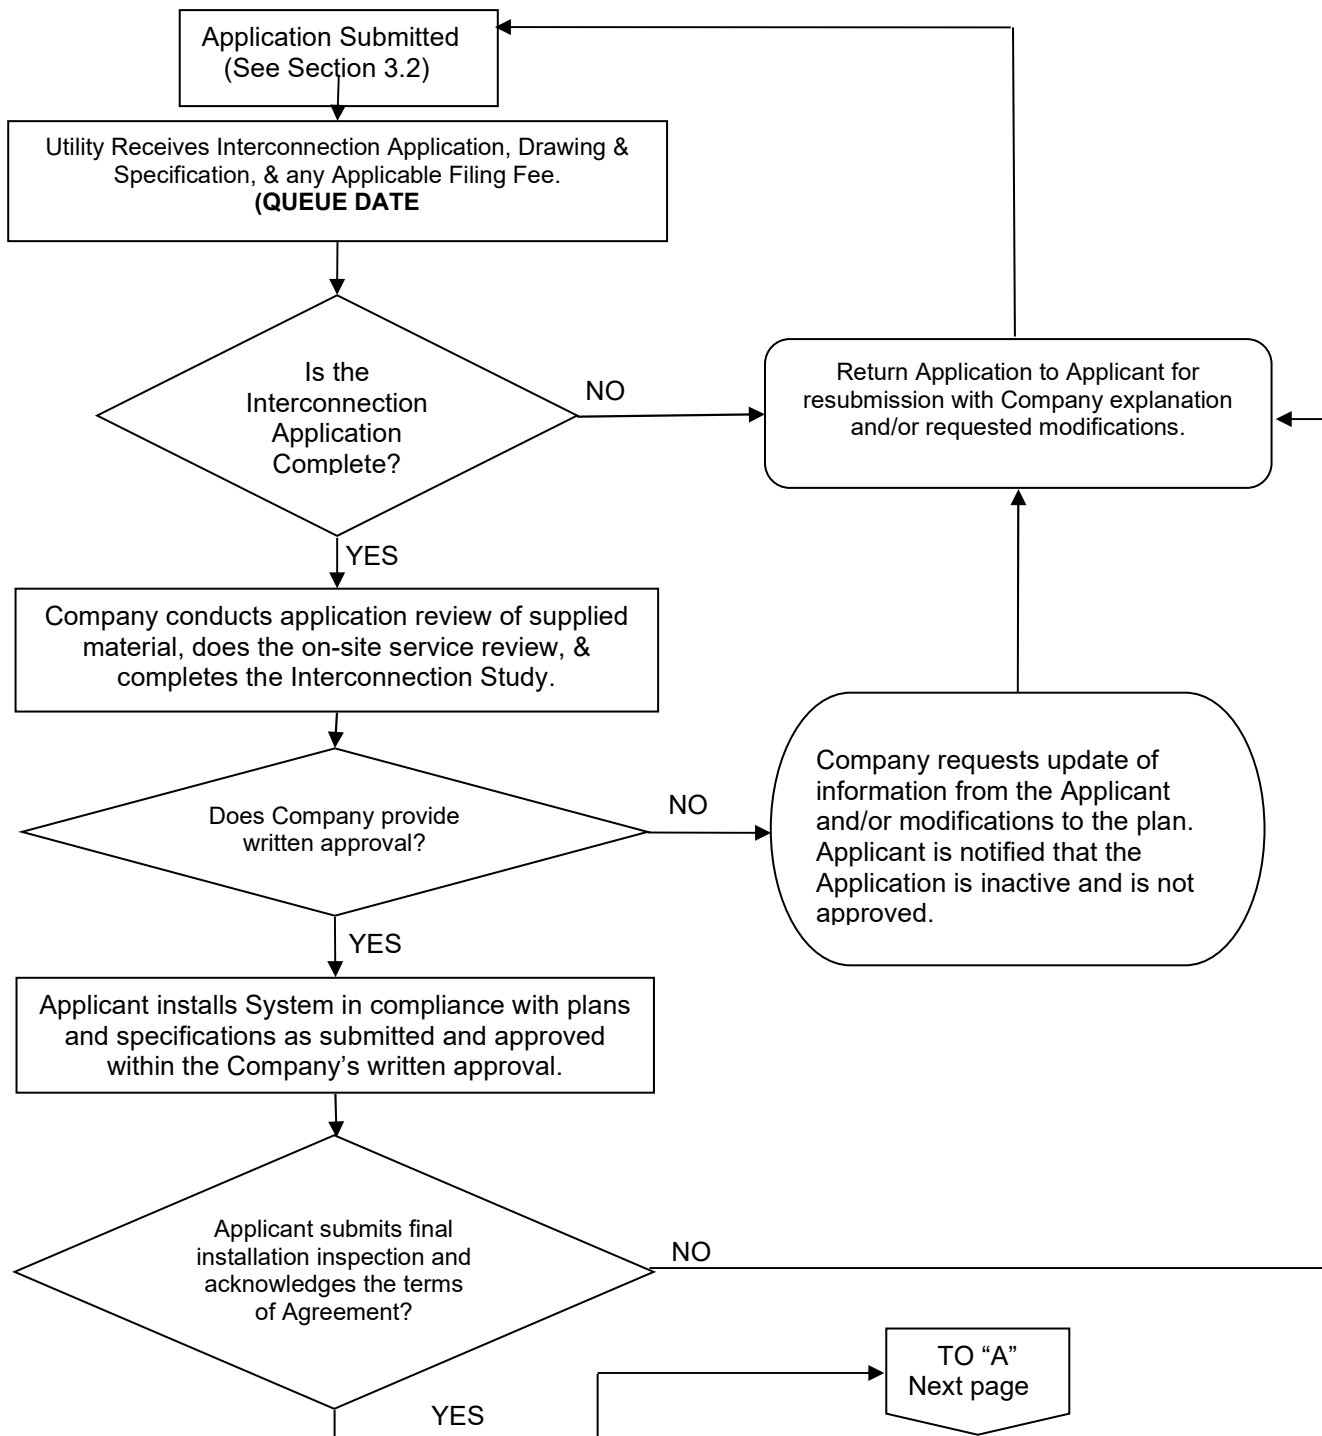 Application Submitted
(See Section 3.2)
Utility Receives Interconnection Application, Drawing &
Specification, & any Applicable Filing Fee.
(QUEUE DATE
Is the
Interconnection
Application
Complete?
NO
Return Application to Applicant for
resubmission with Company explanation
and/or requested modifications.
YES
Company conducts application review of supplied
material, does the on-site service review, &
completes the Interconnection Study.
Does Company provide
written approval?
NO
Company requests update of
information from the Applicant
and/or modifications to the plan.
Applicant is notified that the
Application is inactive and is not
approved.
YES
Applicant installs System in compliance with plans
and specifications as submitted and approved
within the Company’s written approval.
Applicant submits final
installation inspection and
acknowledges the terms
of Agreement?
NO
TO “A”
Next page
YES